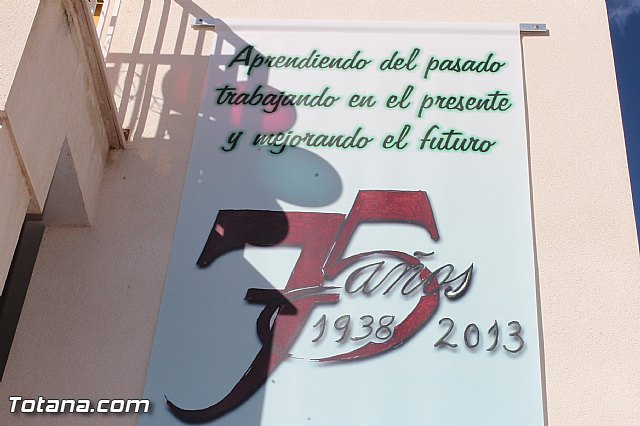 Aprendiendo del pasado
trabajando en el presente
y mejorando el futuro
75 años
1938 2013
Totana.com